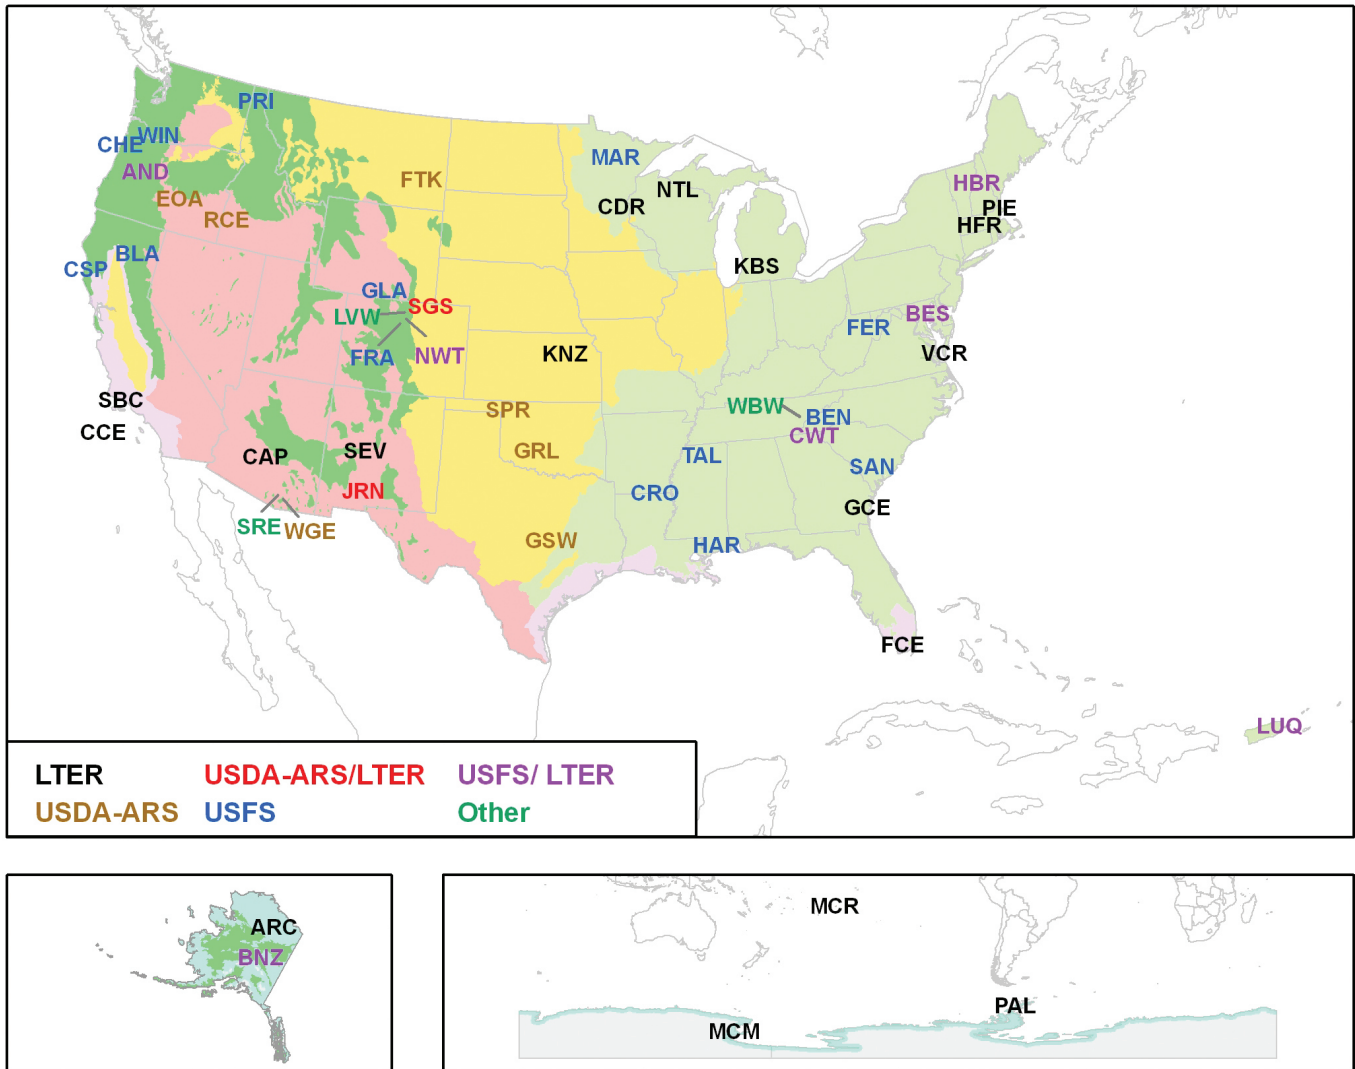 PRI
CHE WIN
AND
EOA
RCE
FTK
MAR
NTL
CDR
HBR
PIE
HFR
KBS
BLA
CSP
GLA
LVW SGS
FRA NWT
KNZ
FER
BES
VCR
SBC
CCE
SPR
WBW
BEN
CWT
CAP
SEV
GRL
TAL
SAN
JRN
CRO
GCE
SRE WGE
GSW
HAR
FCE
LUQ
LTER USDA-ARS/LTER USFS/ LTER
USDA-ARS USFS Other
ARC
BNZ
MCR
PAL
MCM